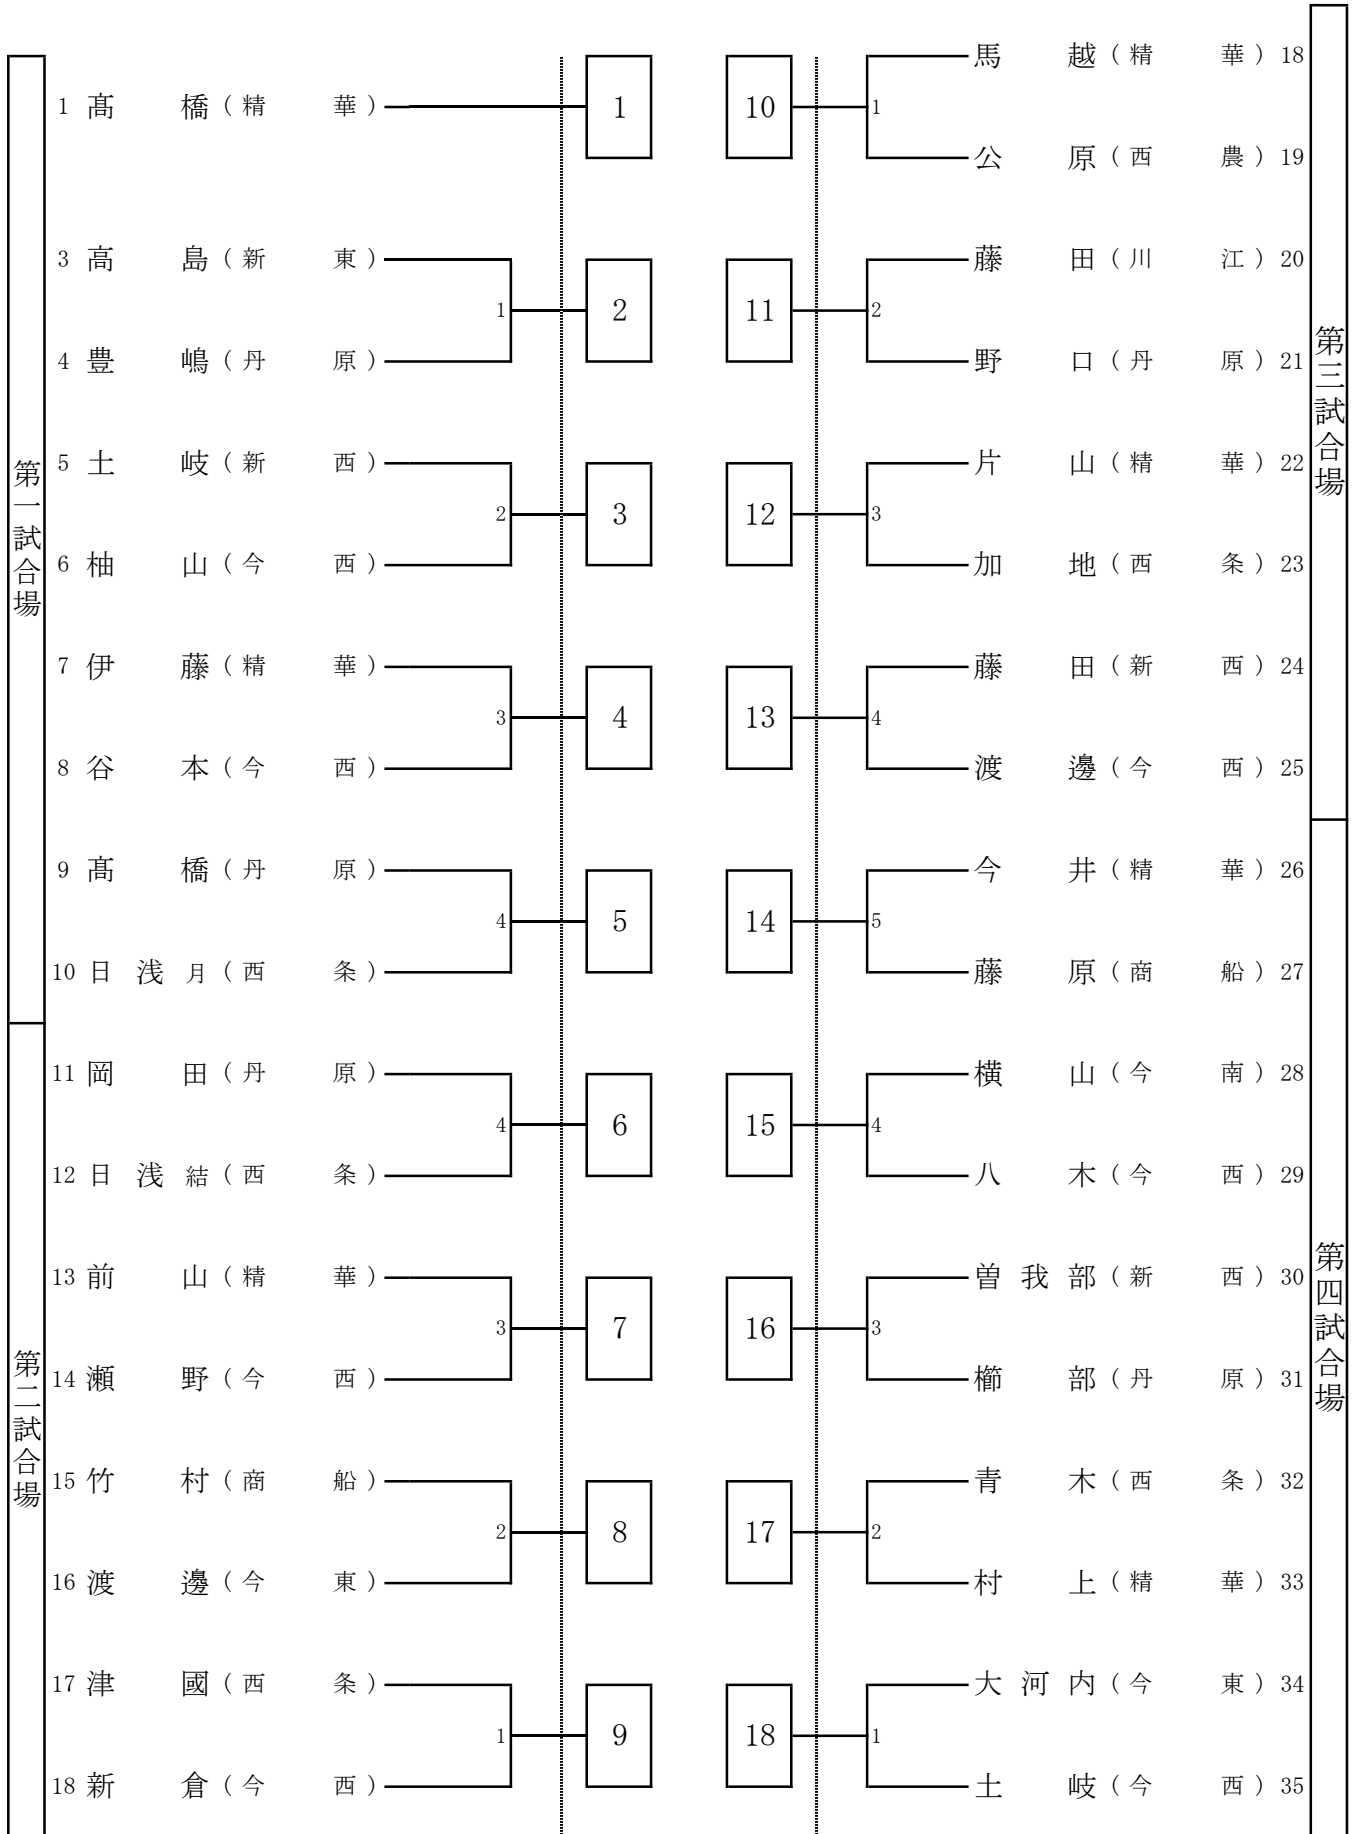 第一試合場
1 髙橋（精華）
1
3 高島（新東）
1
2
4 豊嶋（丹原）
5 土岐（新西）
2
3
6 柚山（今西）
7 伊藤（精華）
3
4
8 谷本（今西）
9 髙橋（丹原）
4
5
10 日浅月（西条）
第二試合場
11 岡田（丹原）
4
6
12 日浅結（西条）
13 前山（精華）
3
7
14 瀬野（今西）
15 竹村（商船）
2
8
16 渡邊（今東）
17 津國（西条）
1
9
18 新倉（今西）
第三試合場
馬越（精華）18
10
1
公原（西農）19
藤田（川江）20
11
2
野口（丹原）21
片山（精華）22
12
3
加地（西条）23
藤田（新西）24
13
4
渡邊（今西）25
第四試合場
今井（精華）26
14
5
藤原（商船）27
横山（今南）28
15
4
八木（今西）29
曽我部（新西）30
16
3
櫛部（丹原）31
青木（西条）32
17
2
村上（精華）33
大河内（今東）34
18
1
土岐（今西）35